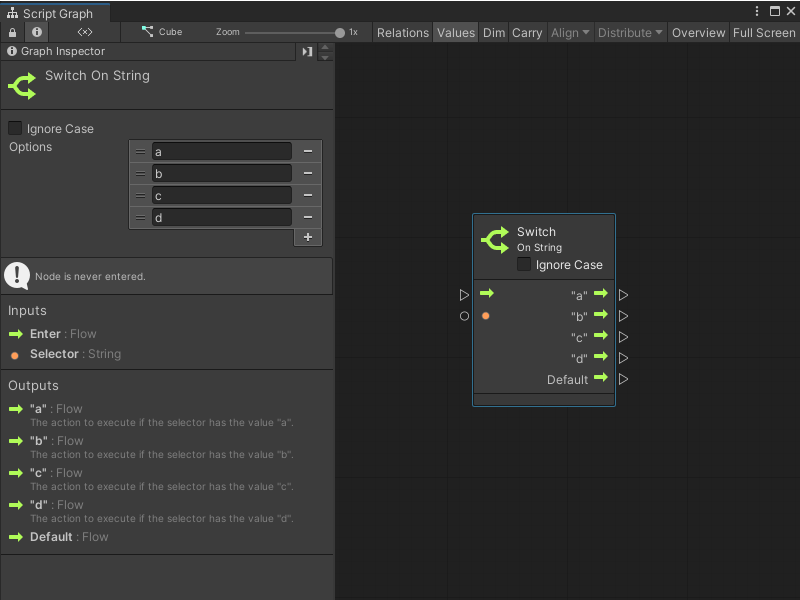 Script Graph
Cube
Zoom
1x
Relations
Values
Dim
Carry
Align
Distribute
Overview
Full Screen
Graph Inspector
Switch On String
Ignore Case
Options
a
b
c
d
Node is never entered.
Inputs
Enter : Flow
Selector : String
Outputs
"a" : Flow
The action to execute if the selector has the value "a".
"b" : Flow
The action to execute if the selector has the value "b".
"c" : Flow
The action to execute if the selector has the value "c".
"d" : Flow
The action to execute if the selector has the value "d".
Default : Flow
Switch
On String
Ignore Case
"a"
"b"
"c"
"d"
Default